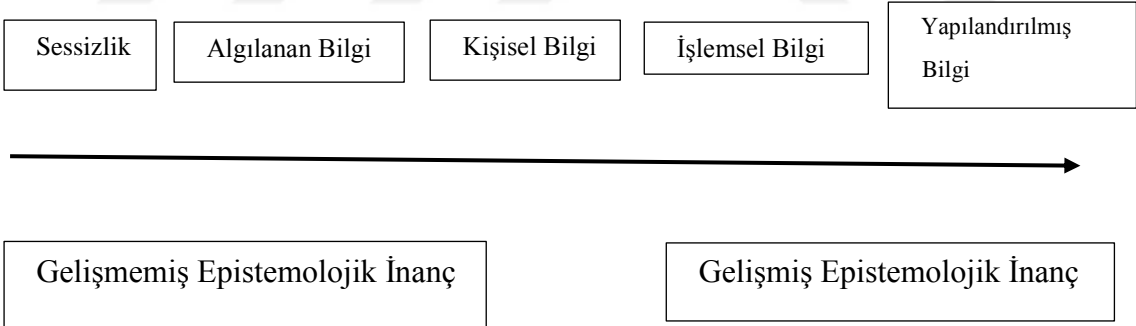 Sessizlik
Algılanan Bilgi
Kişisel Bilgi
İşlemsel Bilgi
Yapılandırılmış
Bilgi
Gelişmemiş Epistemolojik İnanç
Gelişmiş Epistemolojik İnanç